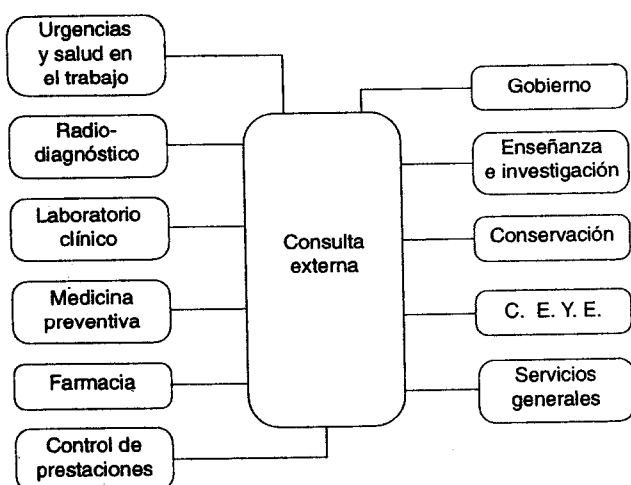 Urgencias
y salud en
el trabajo
Radio-
diagnóstico
Laboratorio
clínico
Medicina
preventiva
Farmacia
Control de
prestaciones
Consulta
externa
Gobierno
Enseñanza
e investigación
Conservación
C. E. Y. E.
Servicios
generales